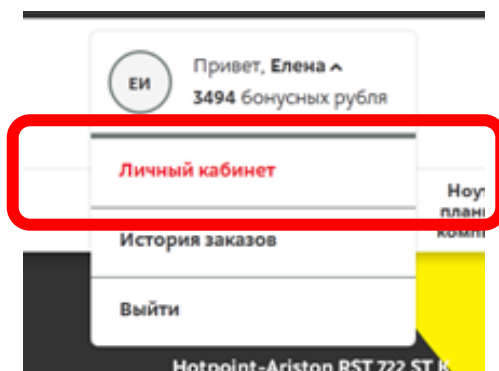 ЕИ
Привет, Елена
3494 бонусных рубля
Личный кабинет
История заказов
Выйти
Hotpoint-Ariston RST 722 ST K